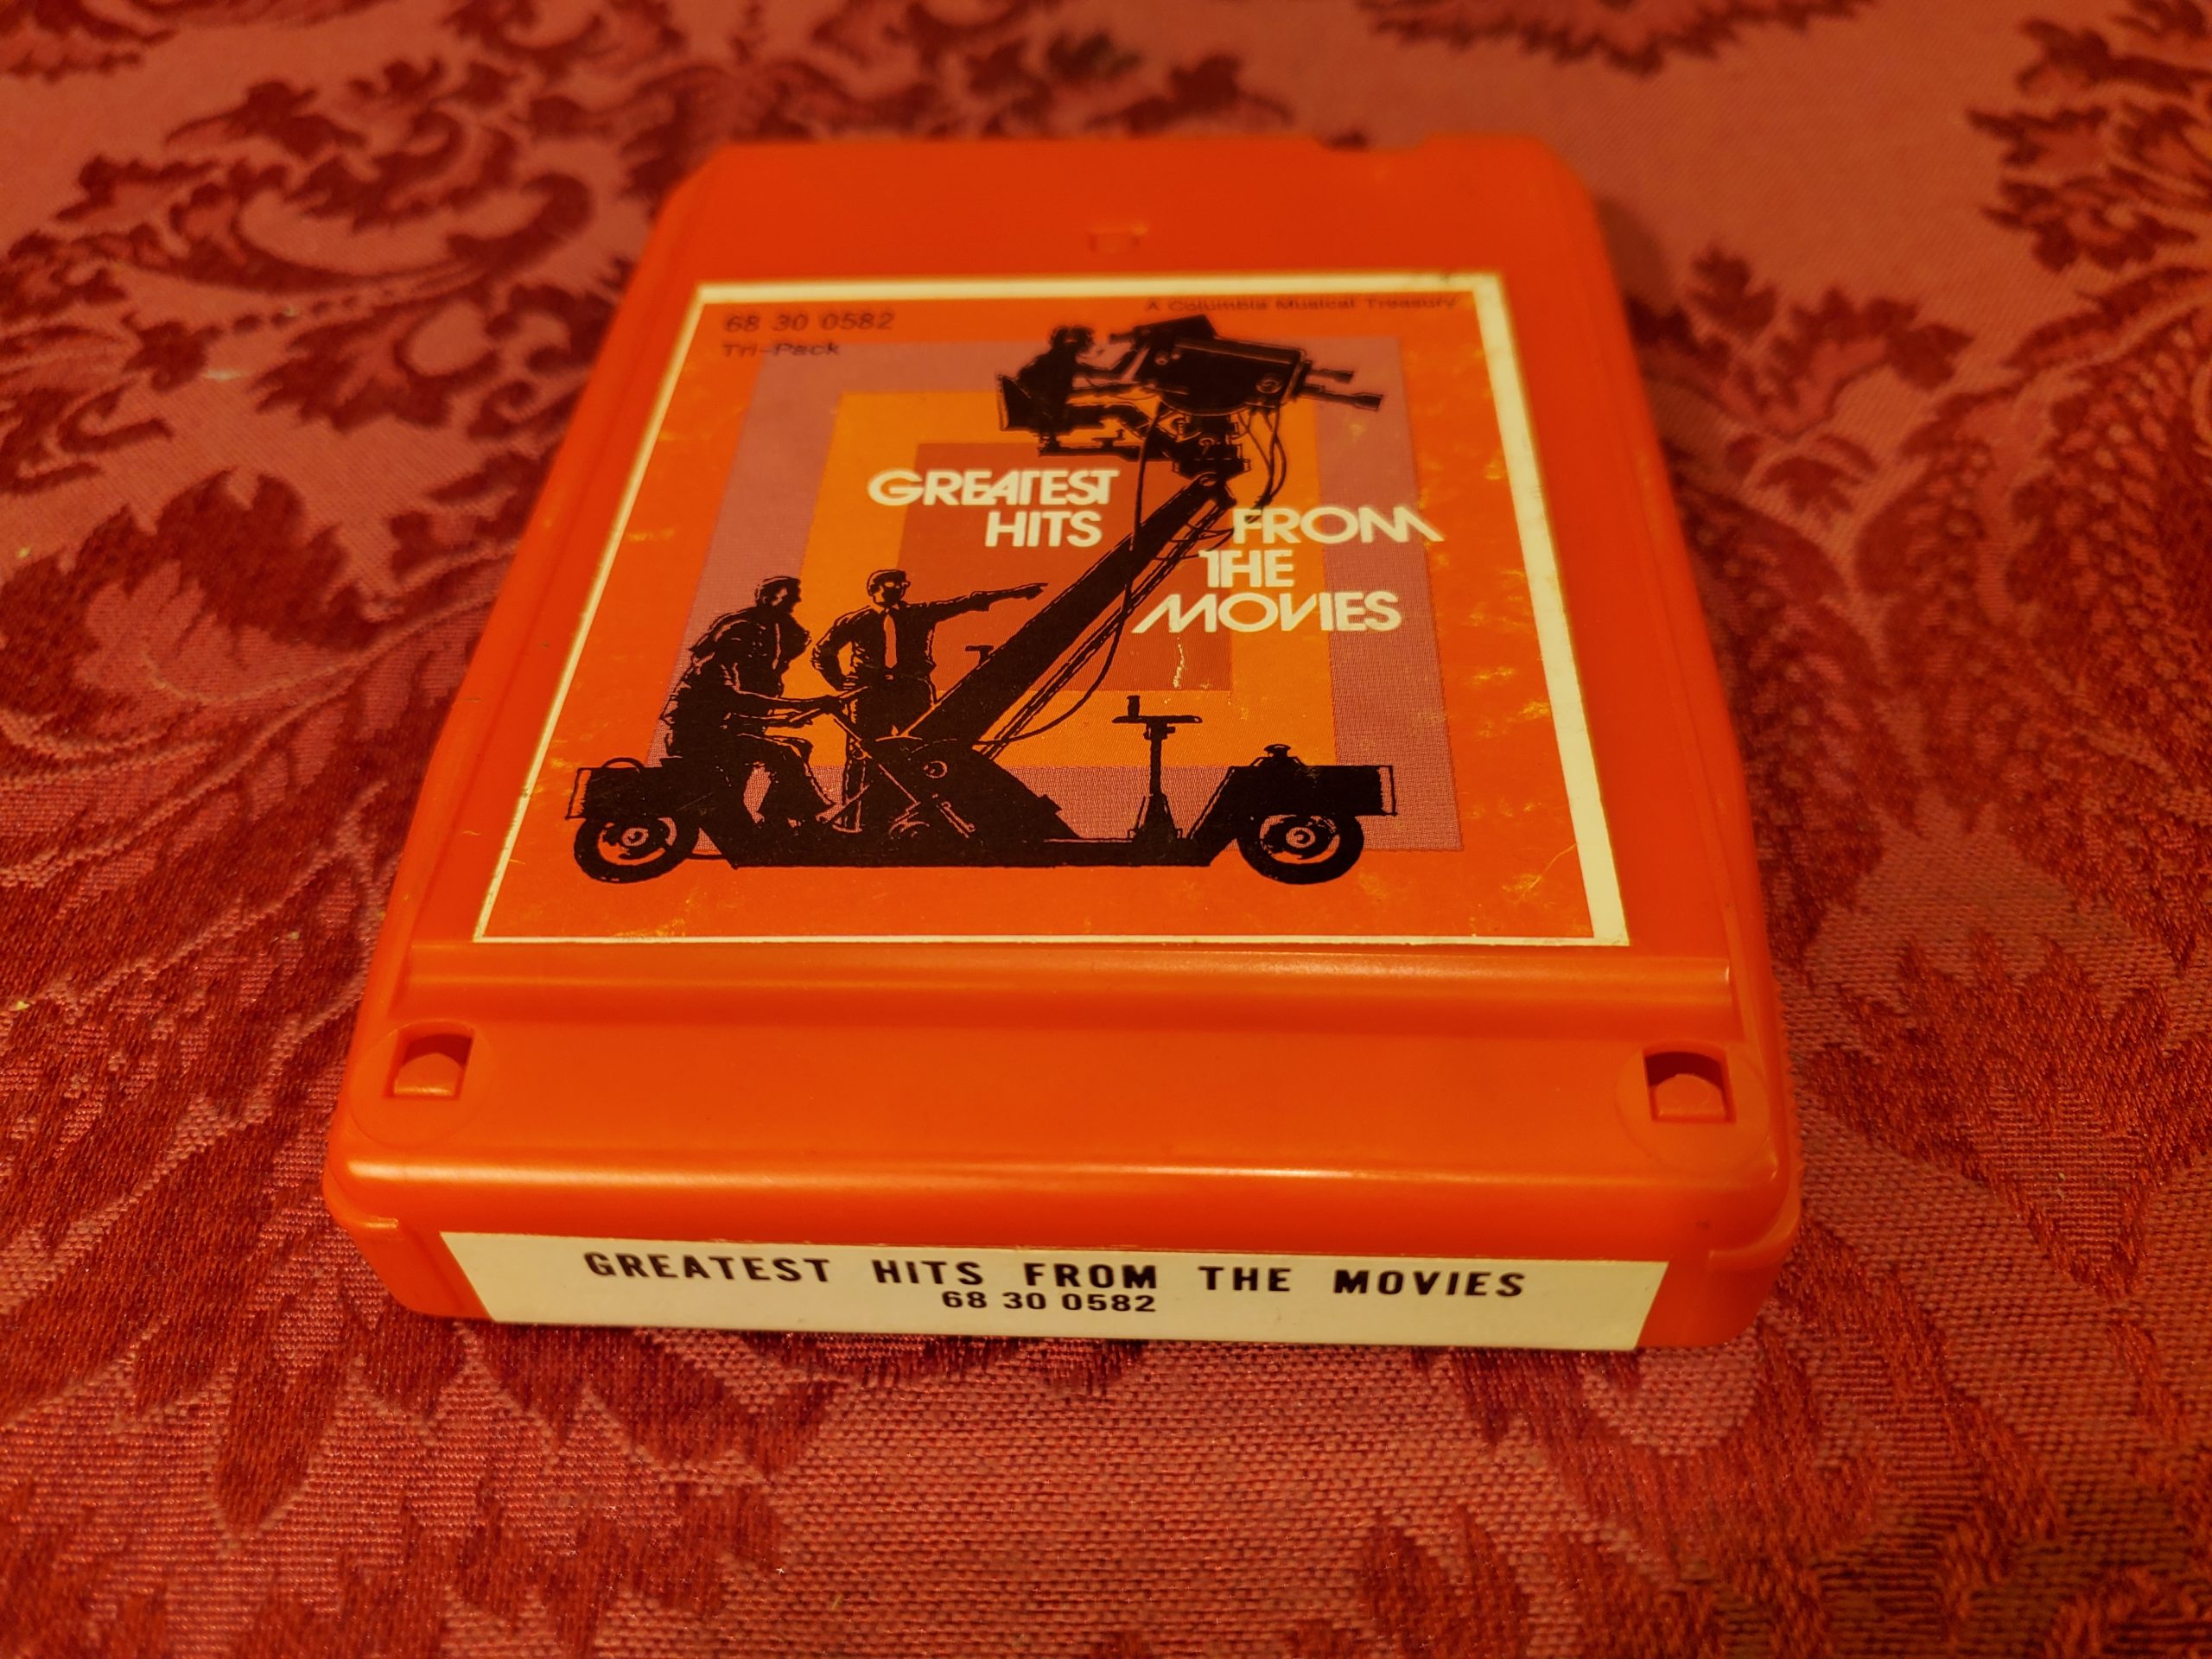 68 30 0582
A Columbia Musical Treasury
Tri-Pack
GREATEST
HITS
FROM
THE
MOVIES
GREATEST HITS FROM THE MOVIES
68 30 0582